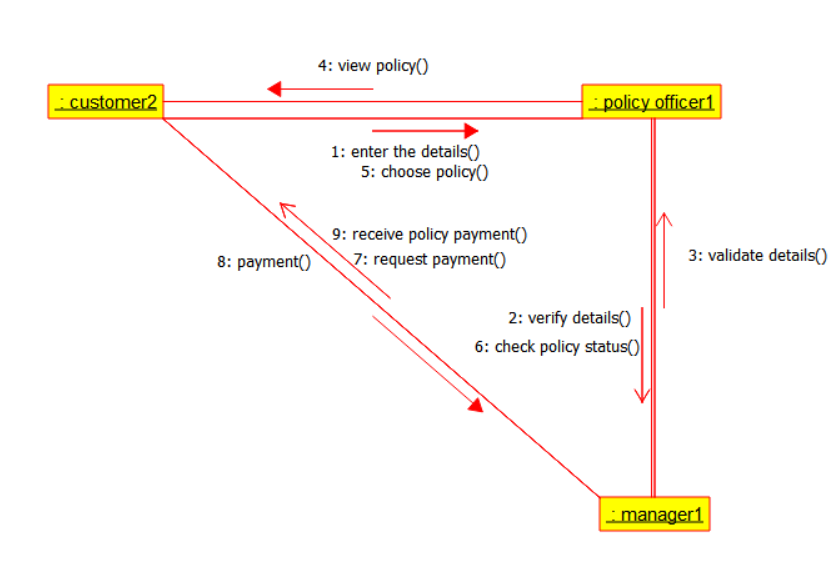 4: view policy()
: customer2
: policy officer1
1: enter the details()
5: choose policy()
9: receive policy payment()
8: payment()
7: request payment()
3: validate details()
2: verify details()
6: check policy status()
: manager1